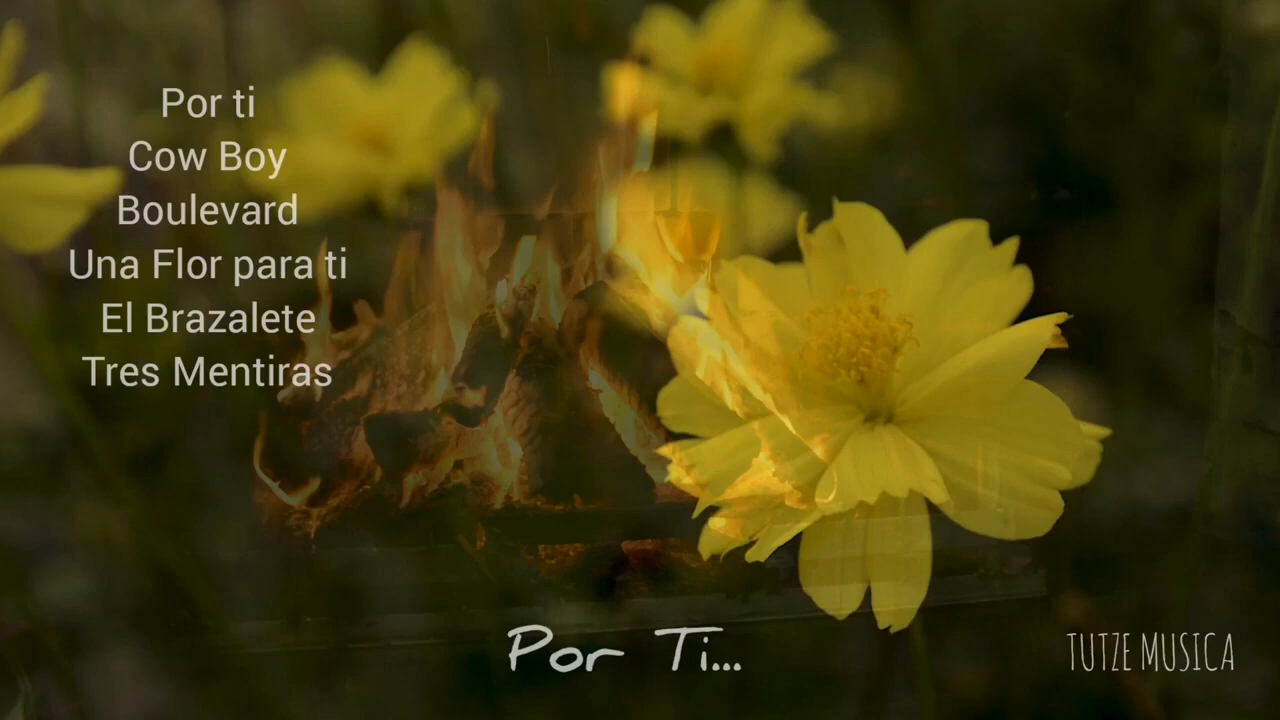 Por ti
Cow Boy
Boulevard
Una Flor para ti
El Brazalete
Tres Mentiras
Por Ti...
TUTZE MUSICA